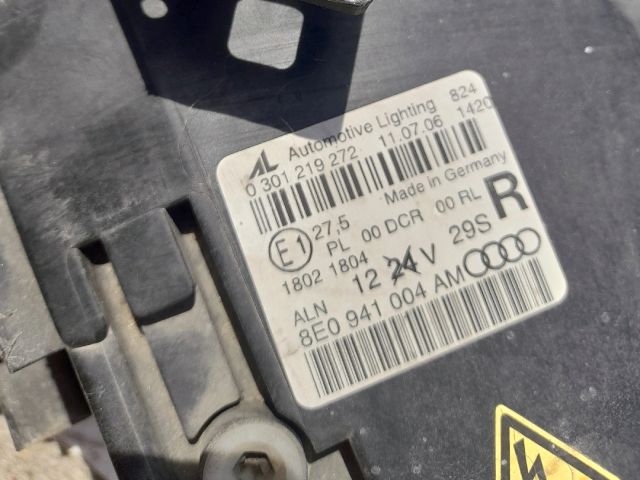 AL Automotive Lighting 824
0 301 219 272 11.07.06 1420
Made in Germany
E1 27,5
PL 00 DCR 00 RL R
1802 1804
12 24 V 29S
ALN
8E0 941 004 AM